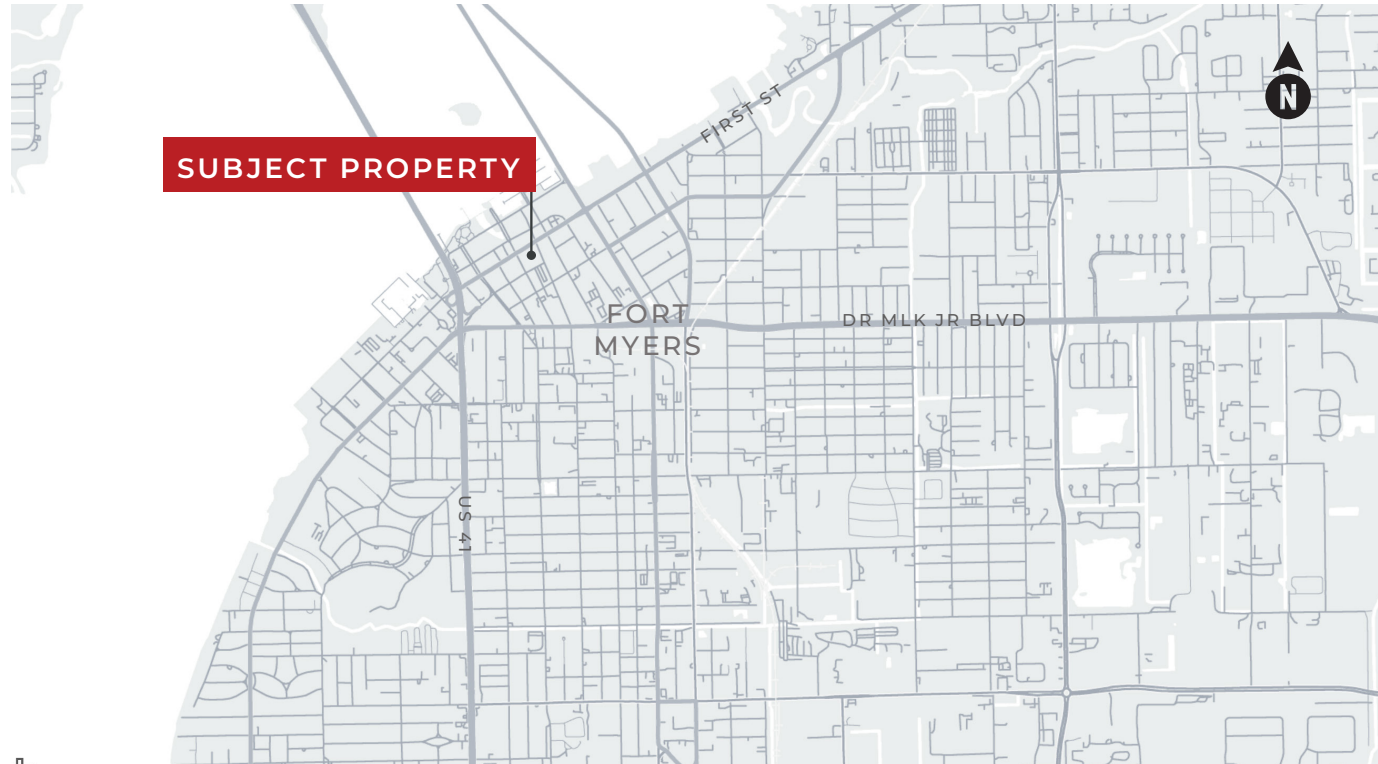 FIRST ST
N
SUBJECT PROPERTY
FORT
MYERS
DR MLK JR BLVD
US 41